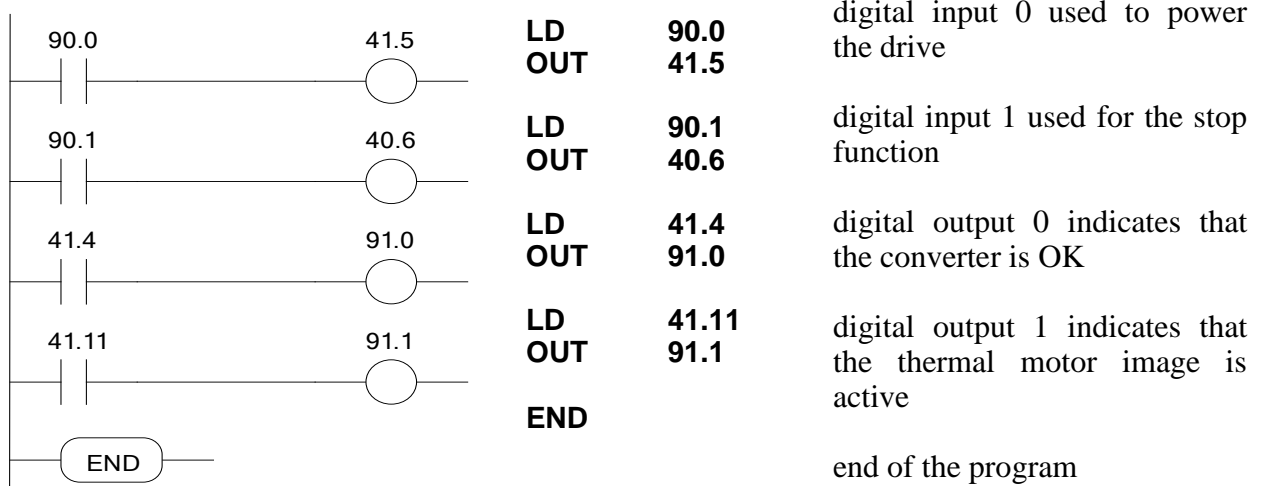 90.0 41.5
90.1 40.6
41.4 91.0
41.11 91.1
END
LD 90.0
OUT 41.5
LD 90.1
OUT 40.6
LD 41.4
OUT 91.0
LD 41.11
OUT 91.1
END
digital input 0 used to power
the drive
digital input 1 used for the stop
function
digital output 0 indicates that
the converter is OK
digital output 1 indicates that
the thermal motor image is
active
end of the program